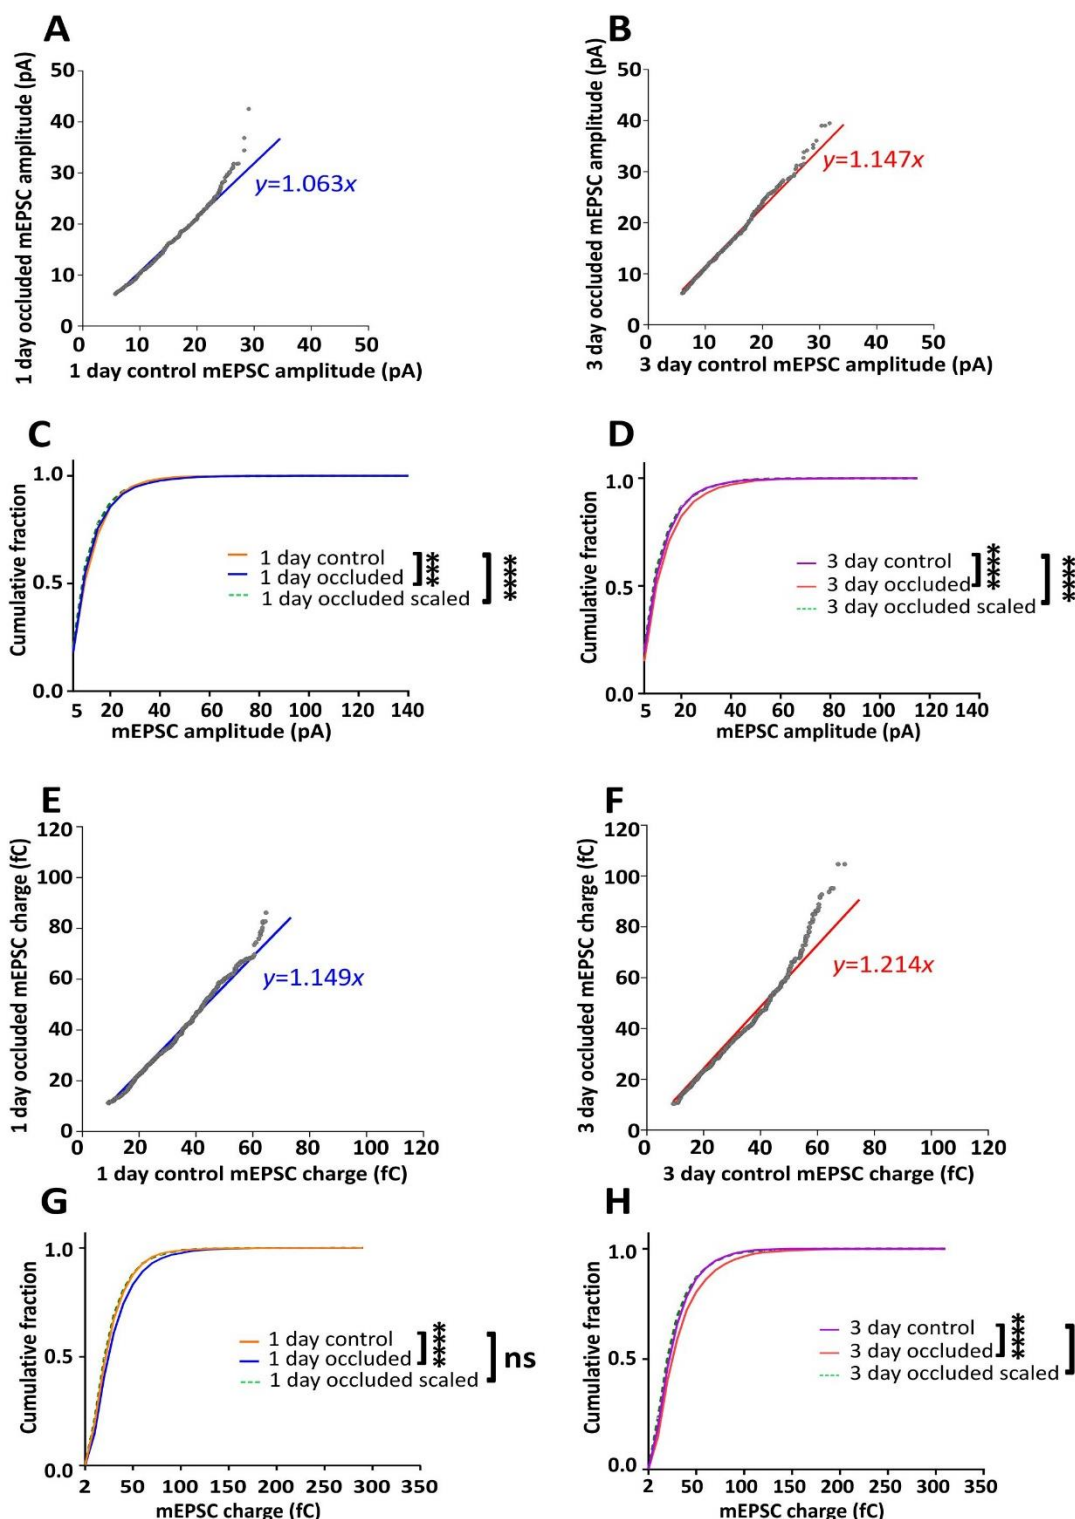 A
1 day occluded mEPSC amplitude (pA)
50
40
30
20
10
0
y=1.063x
0 10 20 30 40 50
1 day control mEPSC amplitude (pA)
B
3 day occluded mEPSC amplitude (pA)
50
40
30
20
10
0
y=1.147x
0 10 20 30 40 50
3 day control mEPSC amplitude (pA)
C
Cumulative fraction
1.0
0.5
0.0
1 day control
1 day occluded
1 day occluded scaled
***
****
5 20 40 60 80 100 120 140
mEPSC amplitude (pA)
D
Cumulative fraction
1.0
0.5
0.0
3 day control
3 day occluded
3 day occluded scaled
****
****
5 20 40 60 80 100 120 140
mEPSC amplitude (pA)
E
1 day occluded mEPSC charge (fC)
120
100
80
60
40
20
0
y=1.149x
0 20 40 60 80 100 120
1 day control mEPSC charge (fC)
F
3 day occluded mEPSC charge (fC)
120
100
80
60
40
20
0
y=1.214x
0 20 40 60 80 100 120
3 day control mEPSC charge (fC)
G
Cumulative fraction
1.0
0.5
0.0
1 day control
1 day occluded
1 day occluded scaled
****
ns
2 50 100 150 200 250 300 350
mEPSC charge (fC)
H
Cumulative fraction
1.0
0.5
0.0
3 day control
3 day occluded
3 day occluded scaled
****
2 50 100 150 200 250 300 350
mEPSC charge (fC)